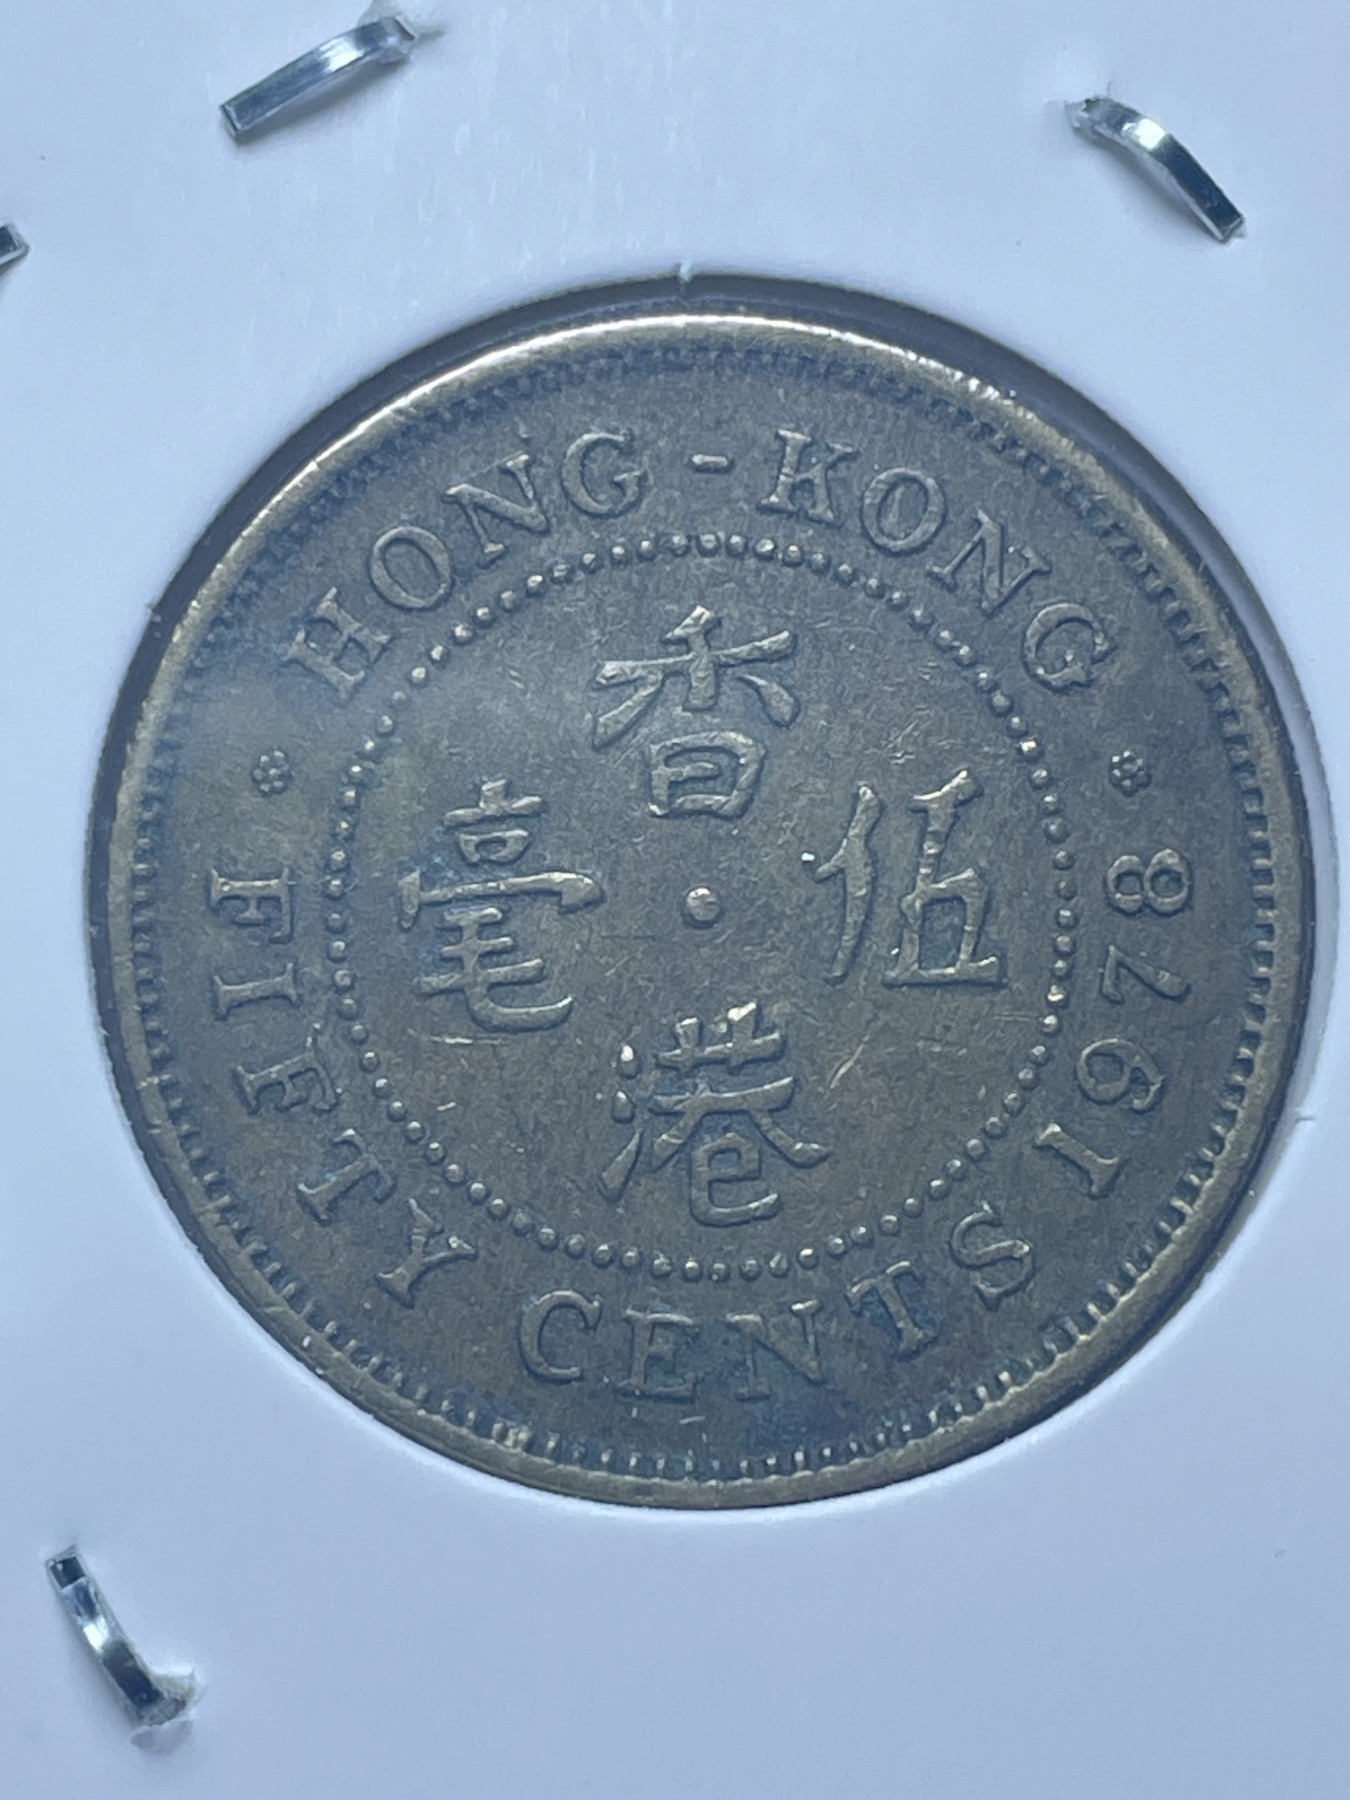 HONG - KONG
香港
伍毫
FIFTY CENTS 1978